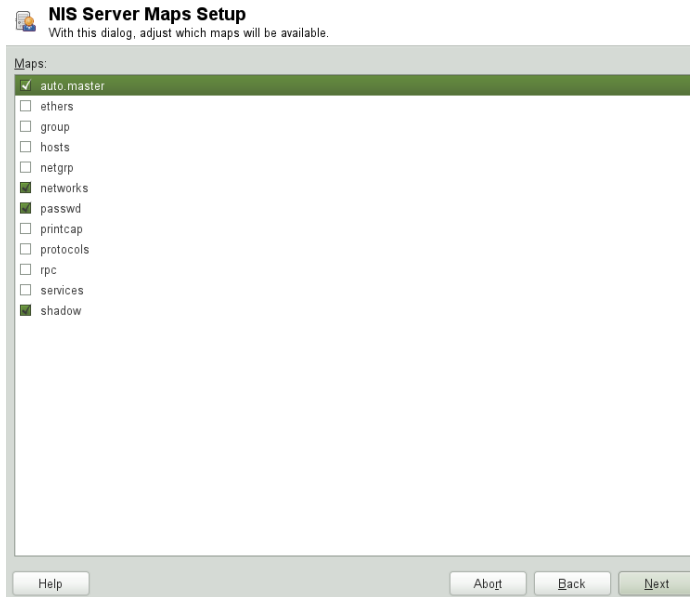 NIS Server Maps Setup
With this dialog, adjust which maps will be available.
Maps:
auto.master
ethers
group
hosts
netgrp
networks
passwd
printcap
protocols
rpc
services
shadow
Help
Abort
Back
Next